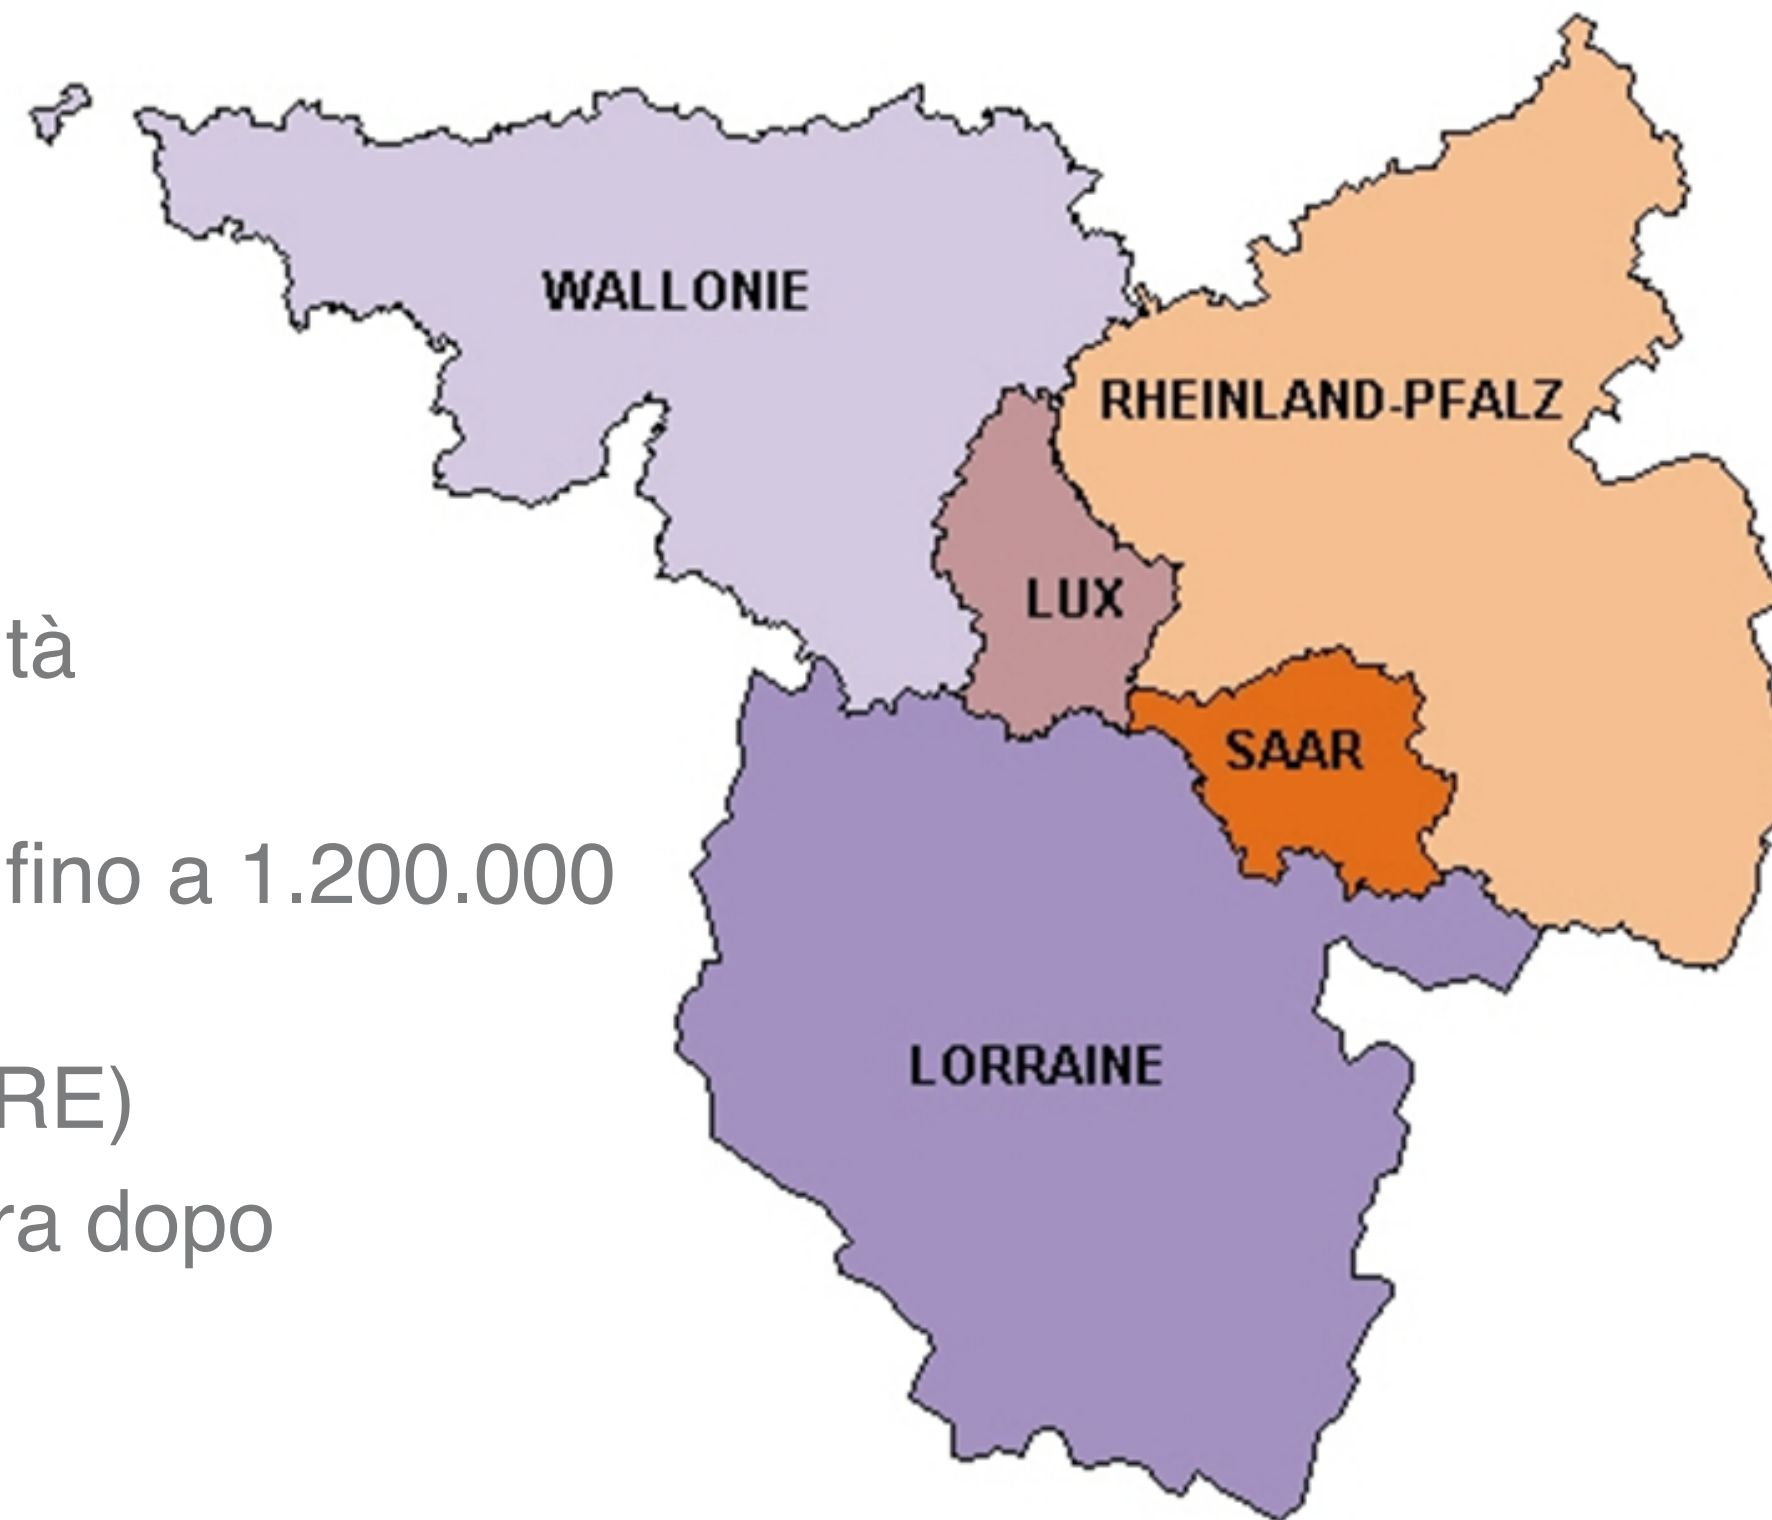 WALLONIE
RHEINLAND-PFALZ
LUX
tà
SAAR
fino a 1.200.000
LORRAINE
RE)
ra dopo